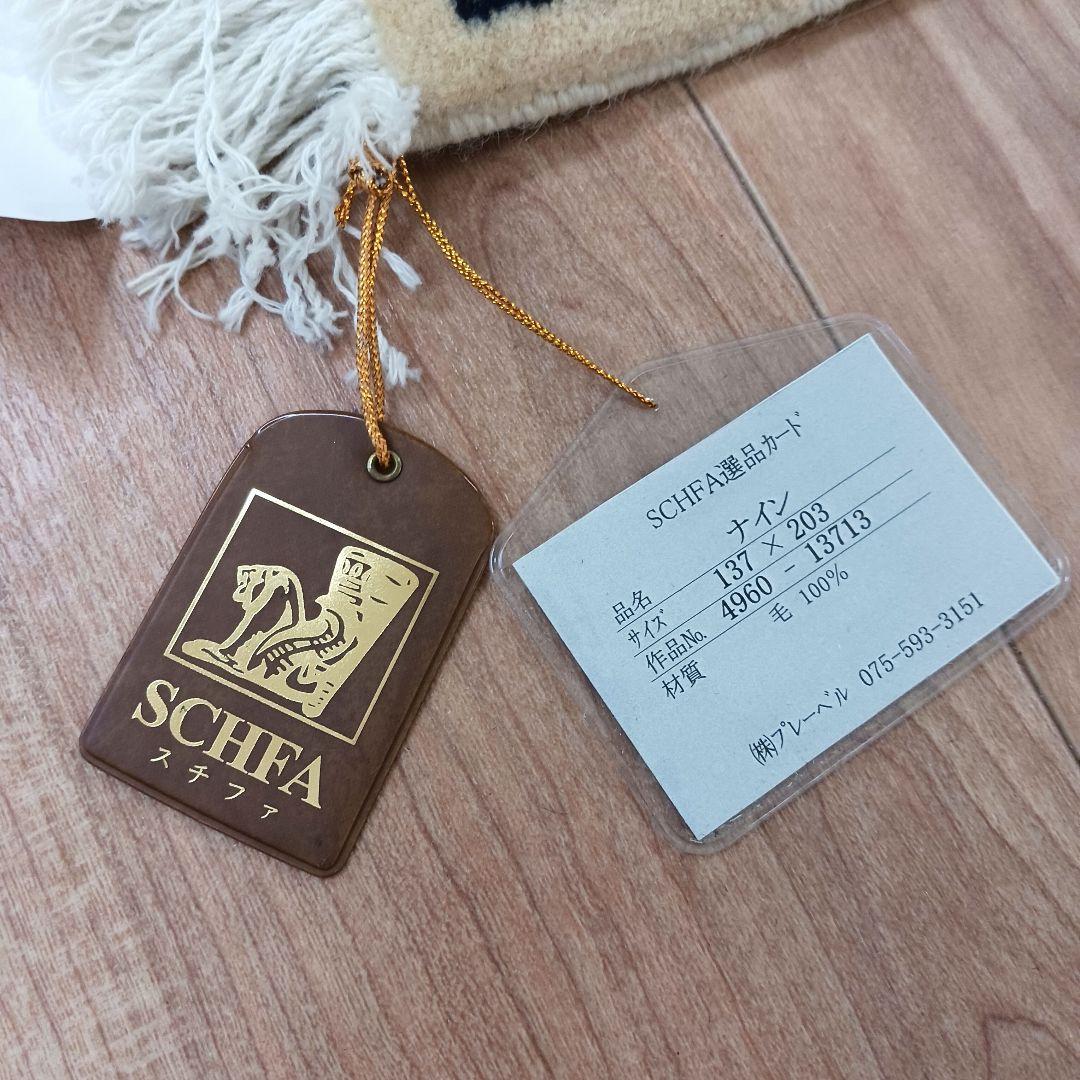 SCHFA
スチファ
SCHFA選品カード
品名 ナイン
サイズ 137 × 203
作品No. 4960 - 13713
材質 毛 100%
㈱プレーベル 075-593-3151